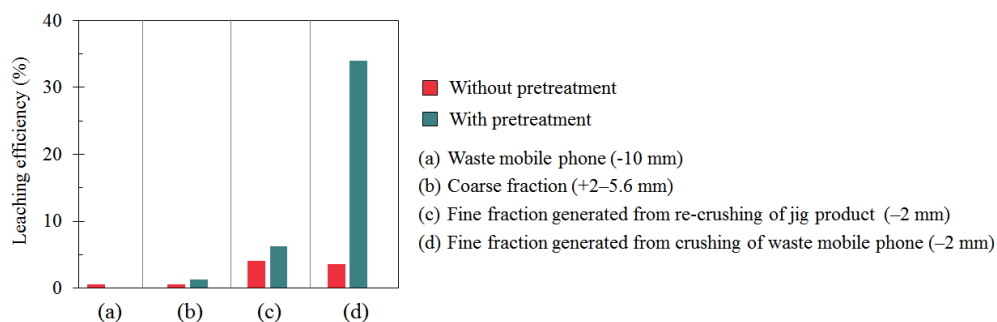 40
30
20
10
0
Leaching efficiency (%)
(a) (b) (c) (d)
Without pretreatment
With pretreatment
(a) Waste mobile phone (-10 mm)
(b) Coarse fraction (+2–5.6 mm)
(c) Fine fraction generated from re-crushing of jig product (–2 mm)
(d) Fine fraction generated from crushing of waste mobile phone (–2 mm)